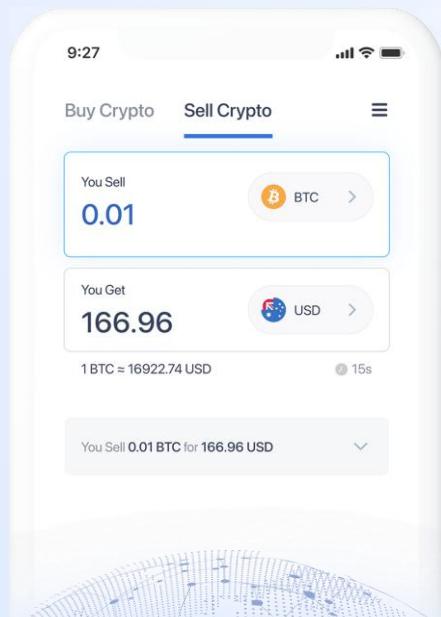 9:27
Buy Crypto Sell Crypto
You Sell
0.01
BTC
You Get
166.96
USD
1 BTC ≈ 16922.74 USD 15s
You Sell 0.01 BTC for 166.96 USD